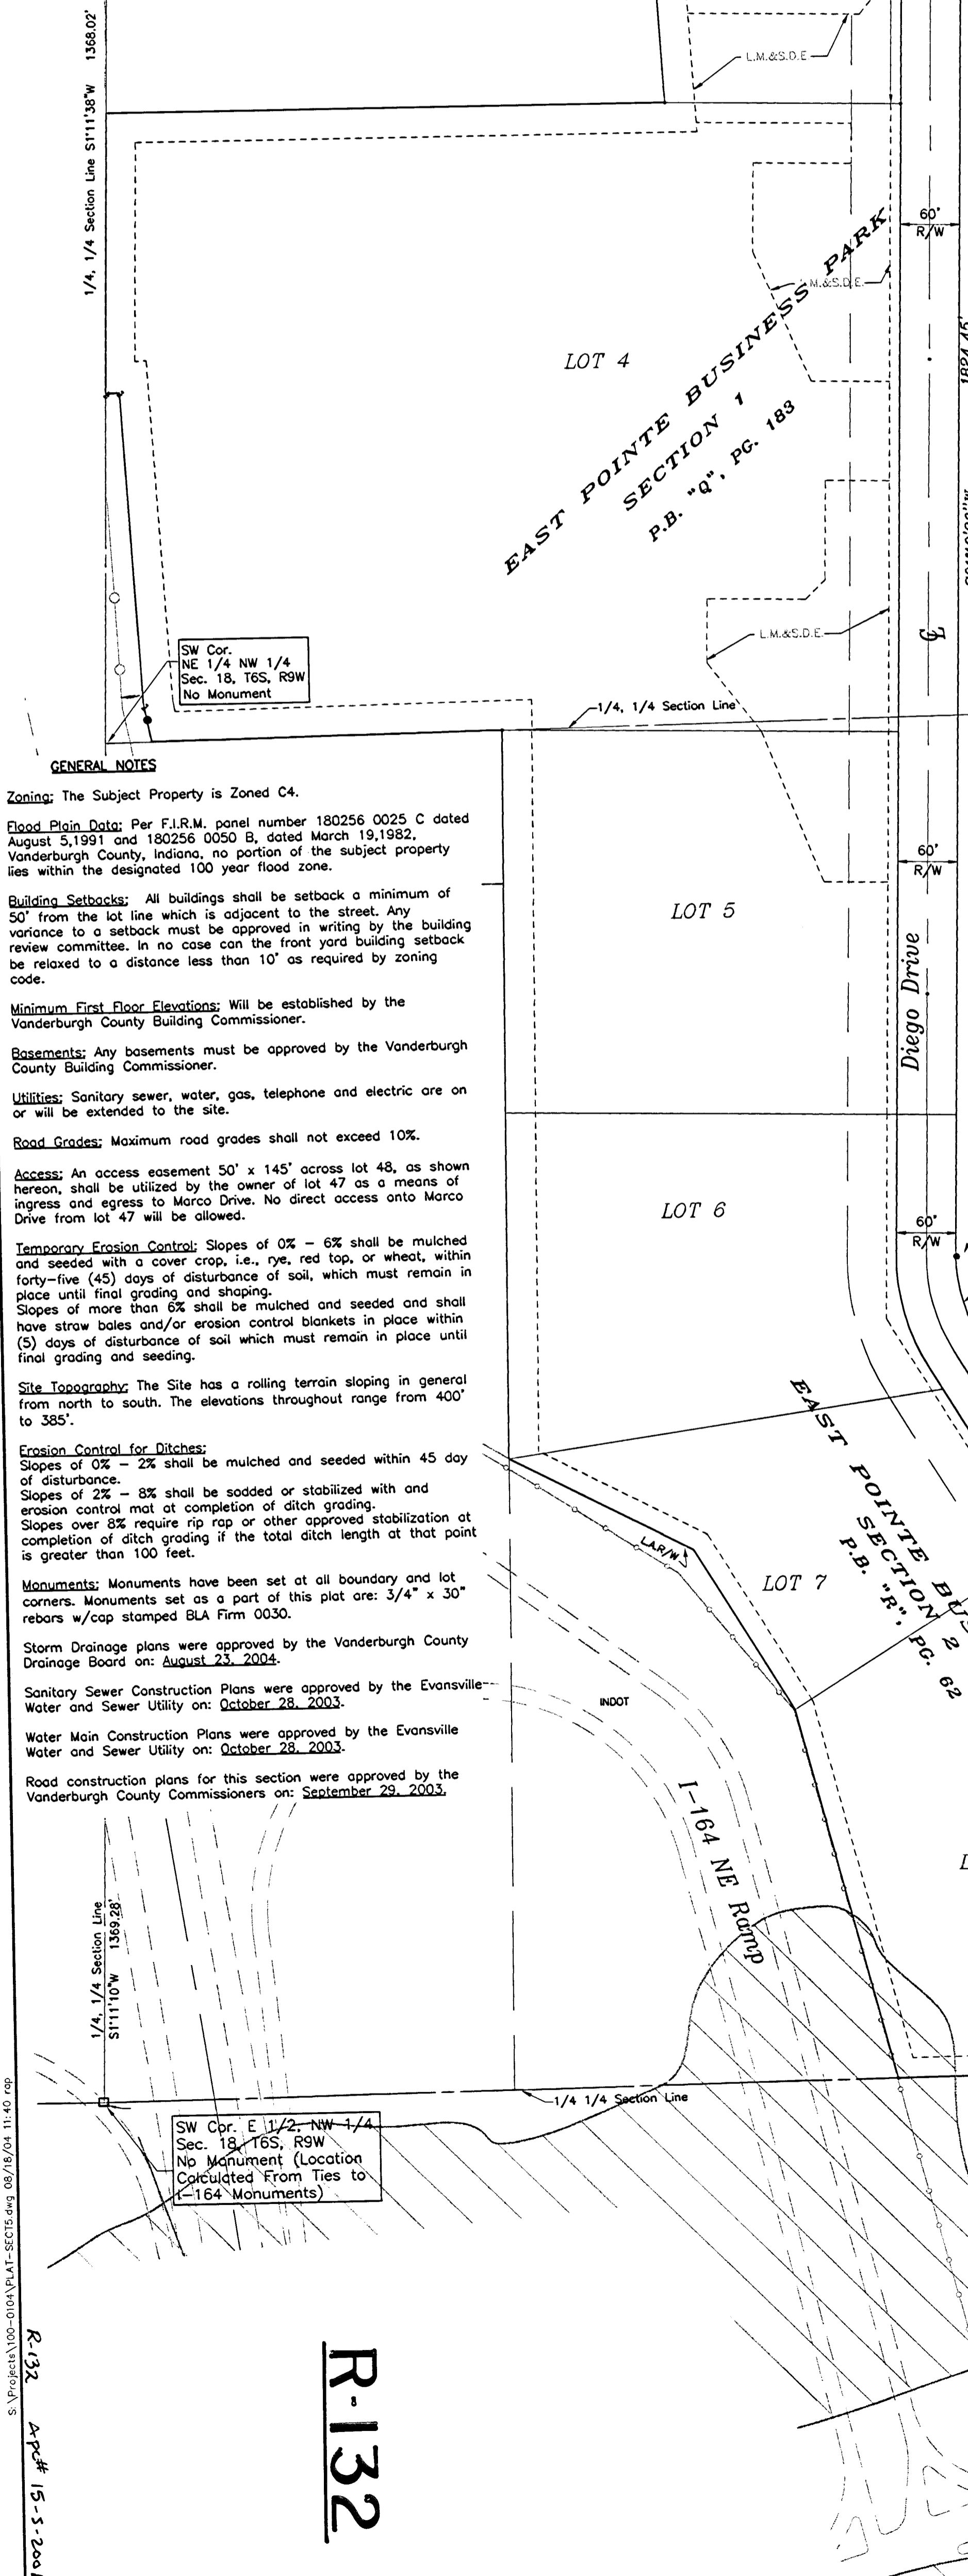 1/4, 1/4 Section Line S1°11'38"W 1368.02'
L.M.&S.D.E.
60'
R/W
EAST POINTE BUSINESS PARK
SECTION 1
P.B. "Q", PG. 183
L.M.&S.D.E.
LOT 4
1824.45'
L.M.&S.D.E.
SW Cor.
NE 1/4 NW 1/4
Sec. 18, T6S, R9W
No Monument
1/4, 1/4 Section Line
GENERAL NOTES
Zoning: The Subject Property is Zoned C4.
Flood Plain Data: Per F.I.R.M. panel number 180256 0025 C dated
August 5,1991 and 180256 0050 B, dated March 19,1982,
Vanderburgh County, Indiana, no portion of the subject property
lies within the designated 100 year flood zone.
Building Setbacks: All buildings shall be setback a minimum of
50' from the lot line which is adjacent to the street. Any
variance to a setback must be approved in writing by the building
review committee. In no case can the front yard building setback
be relaxed to a distance less than 10' as required by zoning
code.
Minimum First Floor Elevations: Will be established by the
Vanderburgh County Building Commissioner.
Basements: Any basements must be approved by the Vanderburgh
County Building Commissioner.
Utilities: Sanitary sewer, water, gas, telephone and electric are on
or will be extended to the site.
Road Grades: Maximum road grades shall not exceed 10%.
Access: An access easement 50' x 145' across lot 48, as shown
hereon, shall be utilized by the owner of lot 47 as a means of
ingress and egress to Marco Drive. No direct access onto Marco
Drive from lot 47 will be allowed.
Temporary Erosion Control: Slopes of 0% - 6% shall be mulched
and seeded with a cover crop, i.e., rye, red top, or wheat, within
forty-five (45) days of disturbance of soil, which must remain in
place until final grading and shaping.
Slopes of more than 6% shall be mulched and seeded and shall
have straw bales and/or erosion control blankets in place within
(5) days of disturbance of soil which must remain in place until
final grading and seeding.
Site Topography: The Site has a rolling terrain sloping in general
from north to south. The elevations throughout range from 400'
to 385'.
Erosion Control for Ditches:
Slopes of 0% - 2% shall be mulched and seeded within 45 day
of disturbance.
Slopes of 2% - 8% shall be sodded or stabilized with and
erosion control mat at completion of ditch grading.
Slopes over 8% require rip rap or other approved stabilization at
completion of ditch grading if the total ditch length at that point
is greater than 100 feet.
Monuments: Monuments have been set at all boundary and lot
corners. Monuments set as a part of this plat are: 3/4" x 30"
rebars w/cap stamped BLA Firm 0030.
Storm Drainage plans were approved by the Vanderburgh County
Drainage Board on: August 23, 2004.
Sanitary Sewer Construction Plans were approved by the Evansville
Water and Sewer Utility on: October 28, 2003.
Water Main Construction Plans were approved by the Evansville
Water and Sewer Utility on: October 28, 2003.
Road construction plans for this section were approved by the
Vanderburgh County Commissioners on: September 29, 2003.
60'
R/W
LOT 5
Diego Drive
LOT 6
60'
R/W
EAST POINTE BUS
SECTION 2
P.B. "R", PG. 62
L.A.R/W
LOT 7
INDOT
I-164 NE Ramp
L
1/4, 1/4 Section Line
S1°11'10"W 1369.28'
1/4 1/4 Section Line
SW Cor. E 1/2, NW 1/4
Sec. 18, T6S, R9W
No Monument (Location
Calculated From Ties to
I-164 Monuments)
S:\Projects\100-0104\PLAT-SECT5.dwg 08/18/04 11:40 rop
R-132 Apc# 15-S-200
R-132